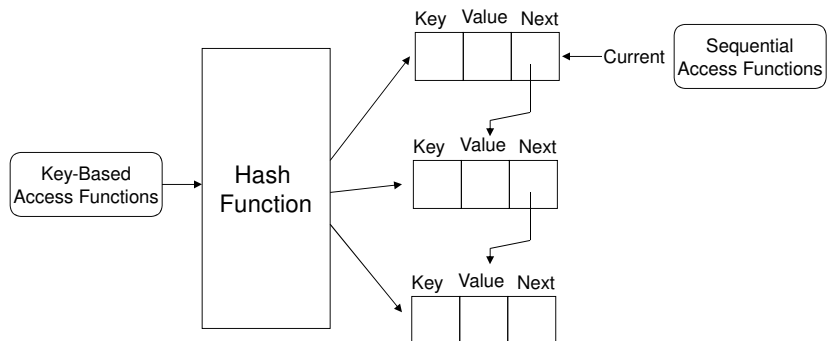 Key Value Next
Current
Sequential
Access Functions
Key-Based
Access Functions
Hash
Function
Key Value Next
Key Value Next